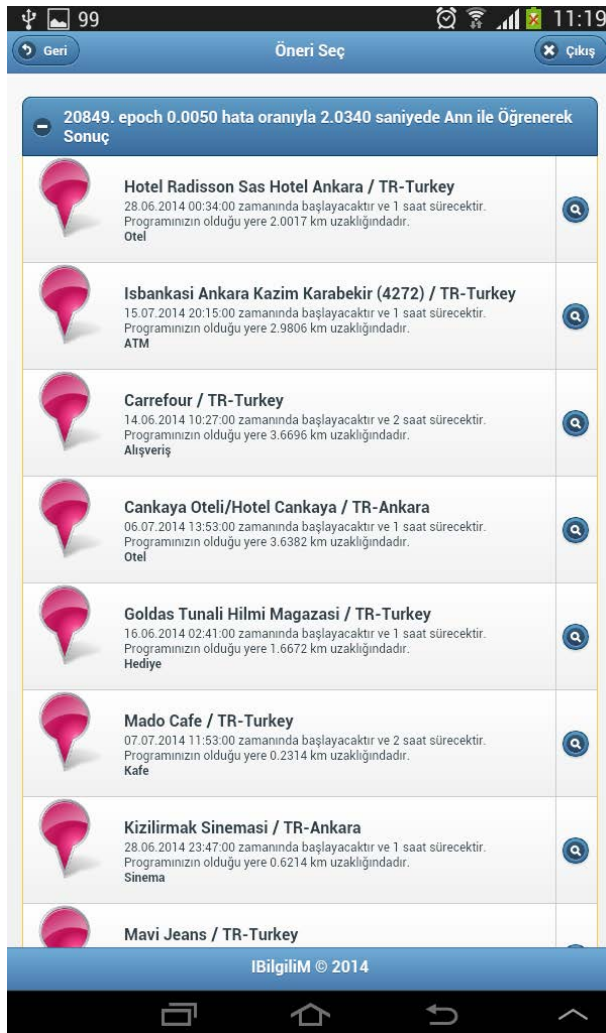 99
11:19
Geri
Öneri Seç
Çıkış
20849. epoch 0.0050 hata oranıyla 2.0340 saniyede Ann ile Öğrenerek
Sonuç
Hotel Radisson Sas Hotel Ankara / TR-Turkey
28.06.2014 00:34:00 zamanında başlayacaktır ve 1 saat sürecektir.
Programınızın olduğu yere 2.0017 km uzaklığındadır.
Otel
Isbankasi Ankara Kazim Karabekir (4272) / TR-Turkey
15.07.2014 20:15:00 zamanında başlayacaktır ve 1 saat sürecektir.
Programınızın olduğu yere 2.9806 km uzaklığındadır.
ATM
Carrefour / TR-Turkey
14.06.2014 10:27:00 zamanında başlayacaktır ve 2 saat sürecektir.
Programınızın olduğu yere 3.6696 km uzaklığındadır.
Alışveriş
Cankaya Oteli/Hotel Cankaya / TR-Ankara
06.07.2014 13:53:00 zamanında başlayacaktır ve 1 saat sürecektir.
Programınızın olduğu yere 3.6382 km uzaklığındadır.
Otel
Goldas Tunali Hilmi Magazasi / TR-Turkey
16.06.2014 02:41:00 zamanında başlayacaktır ve 1 saat sürecektir.
Programınızın olduğu yere 1.6672 km uzaklığındadır.
Hediye
Mado Cafe / TR-Turkey
07.07.2014 11:53:00 zamanında başlayacaktır ve 2 saat sürecektir.
Programınızın olduğu yere 0.2314 km uzaklığındadır.
Kafe
Kizilirmak Sinemasi / TR-Ankara
28.06.2014 23:47:00 zamanında başlayacaktır ve 1 saat sürecektir.
Programınızın olduğu yere 0.6214 km uzaklığındadır.
Sinema
Mavi Jeans / TR-Turkey
IBilgiliM © 2014